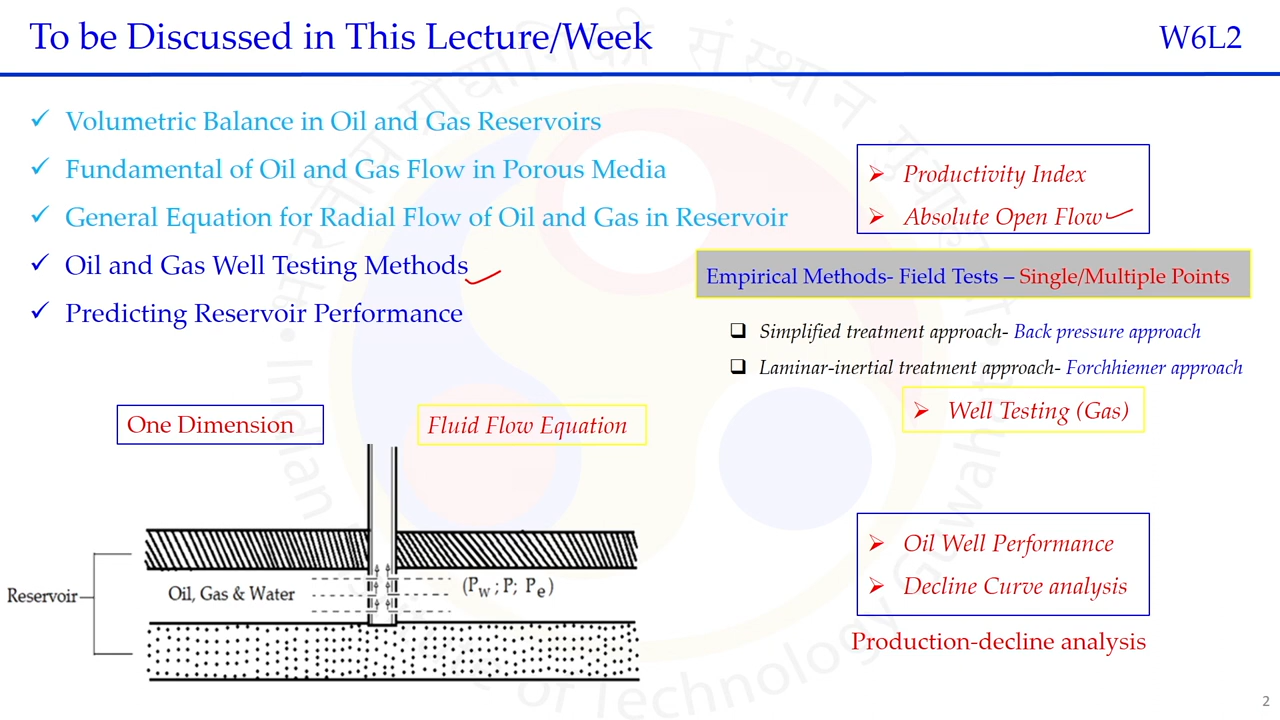 To be Discussed in This Lecture/Week
W6L2
Volumetric Balance in Oil and Gas Reservoirs
Fundamental of Oil and Gas Flow in Porous Media
General Equation for Radial Flow of Oil and Gas in Reservoir
Oil and Gas Well Testing Methods
Predicting Reservoir Performance
Productivity Index
Absolute Open Flow
Empirical Methods- Field Tests – Single/Multiple Points
Simplified treatment approach- Back pressure approach
Laminar-inertial treatment approach- Forchhiemer approach
Well Testing (Gas)
One Dimension
Fluid Flow Equation
Reservoir
Oil, Gas & Water
(Pw ; P; Pe)
Oil Well Performance
Decline Curve analysis
Production-decline analysis
2
Indian
of Technology Guwahati